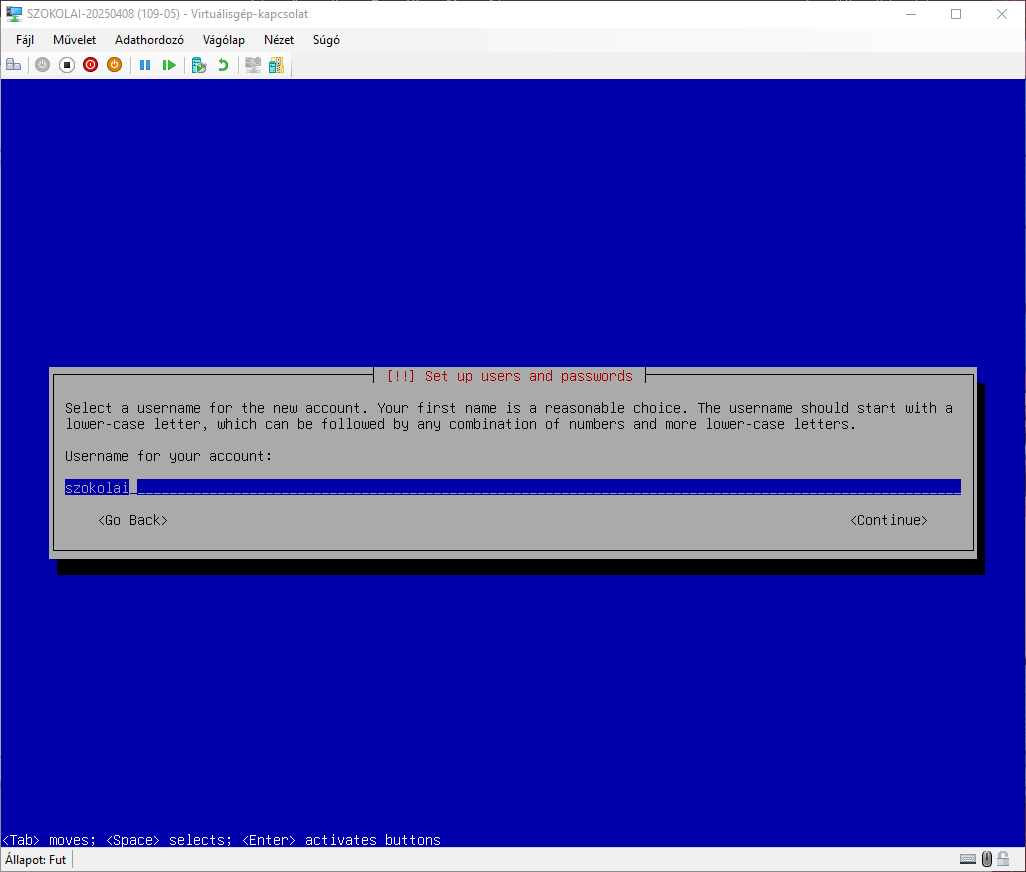 SZOKOLAI-20250408 (109-05) - Virtuálisgép-kapcsolat
Fájl Művelet Adathordozó Vágólap Nézet Súgó
[!!] Set up users and passwords
Select a username for the new account. Your first name is a reasonable choice. The username should start with a
lower-case letter, which can be followed by any combination of numbers and more lower-case letters.
Username for your account:
szokolai
<Go Back> <Continue>
<Tab> moves; <Space> selects; <Enter> activates buttons
Állapot: Fut